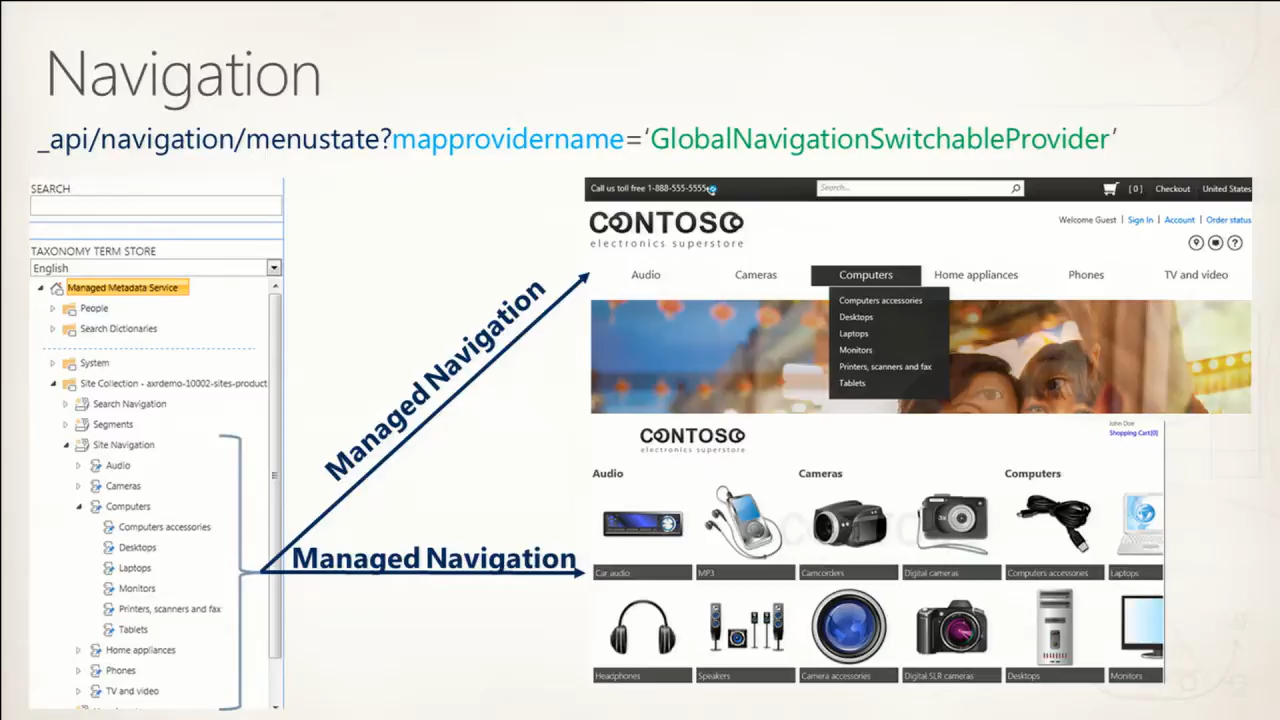 Navigation
_api/navigation/menustate?mapprovidername=‘GlobalNavigationSwitchableProvider’
SEARCH
TAXONOMY TERM STORE
English
Managed Metadata Service
People
Search Dictionaries
System
Site Collection - axrdemo-10002-sites-product
Search Navigation
Segments
Site Navigation
Audio
Cameras
Computers
Computers accessories
Desktops
Laptops
Monitors
Printers, scanners and fax
Tablets
Home appliances
Phones
TV and video
Managed Navigation
Managed Navigation
Call us toll free 1-888-555-5555
Search...
[ 0 ] Checkout United States
CONTOSO
electronics superstore
Welcome Guest | Sign In | Account | Order status
Audio Cameras Computers Home appliances Phones TV and video
Computers accessories
Desktops
Laptops
Monitors
Printers, scanners and fax
Tablets
CONTOSO
electronics superstore
John Doe
Shopping Cart[0]
Audio Cameras Computers
Car audio MP3 Camcorders Digital cameras Computers accessories Laptops
Headphones Speakers Camera accessories Digital SLR cameras Desktops Monitors